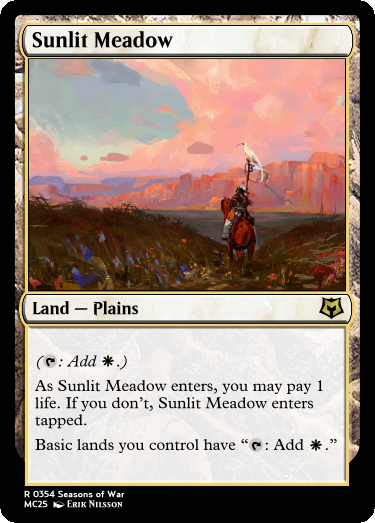 Sunlit Meadow
Land — Plains
(: Add .)
As Sunlit Meadow enters, you may pay 1
life. If you don't, Sunlit Meadow enters
tapped.
Basic lands you control have “: Add .”
R 0354 Seasons of War
MC25 Erik Nilsson